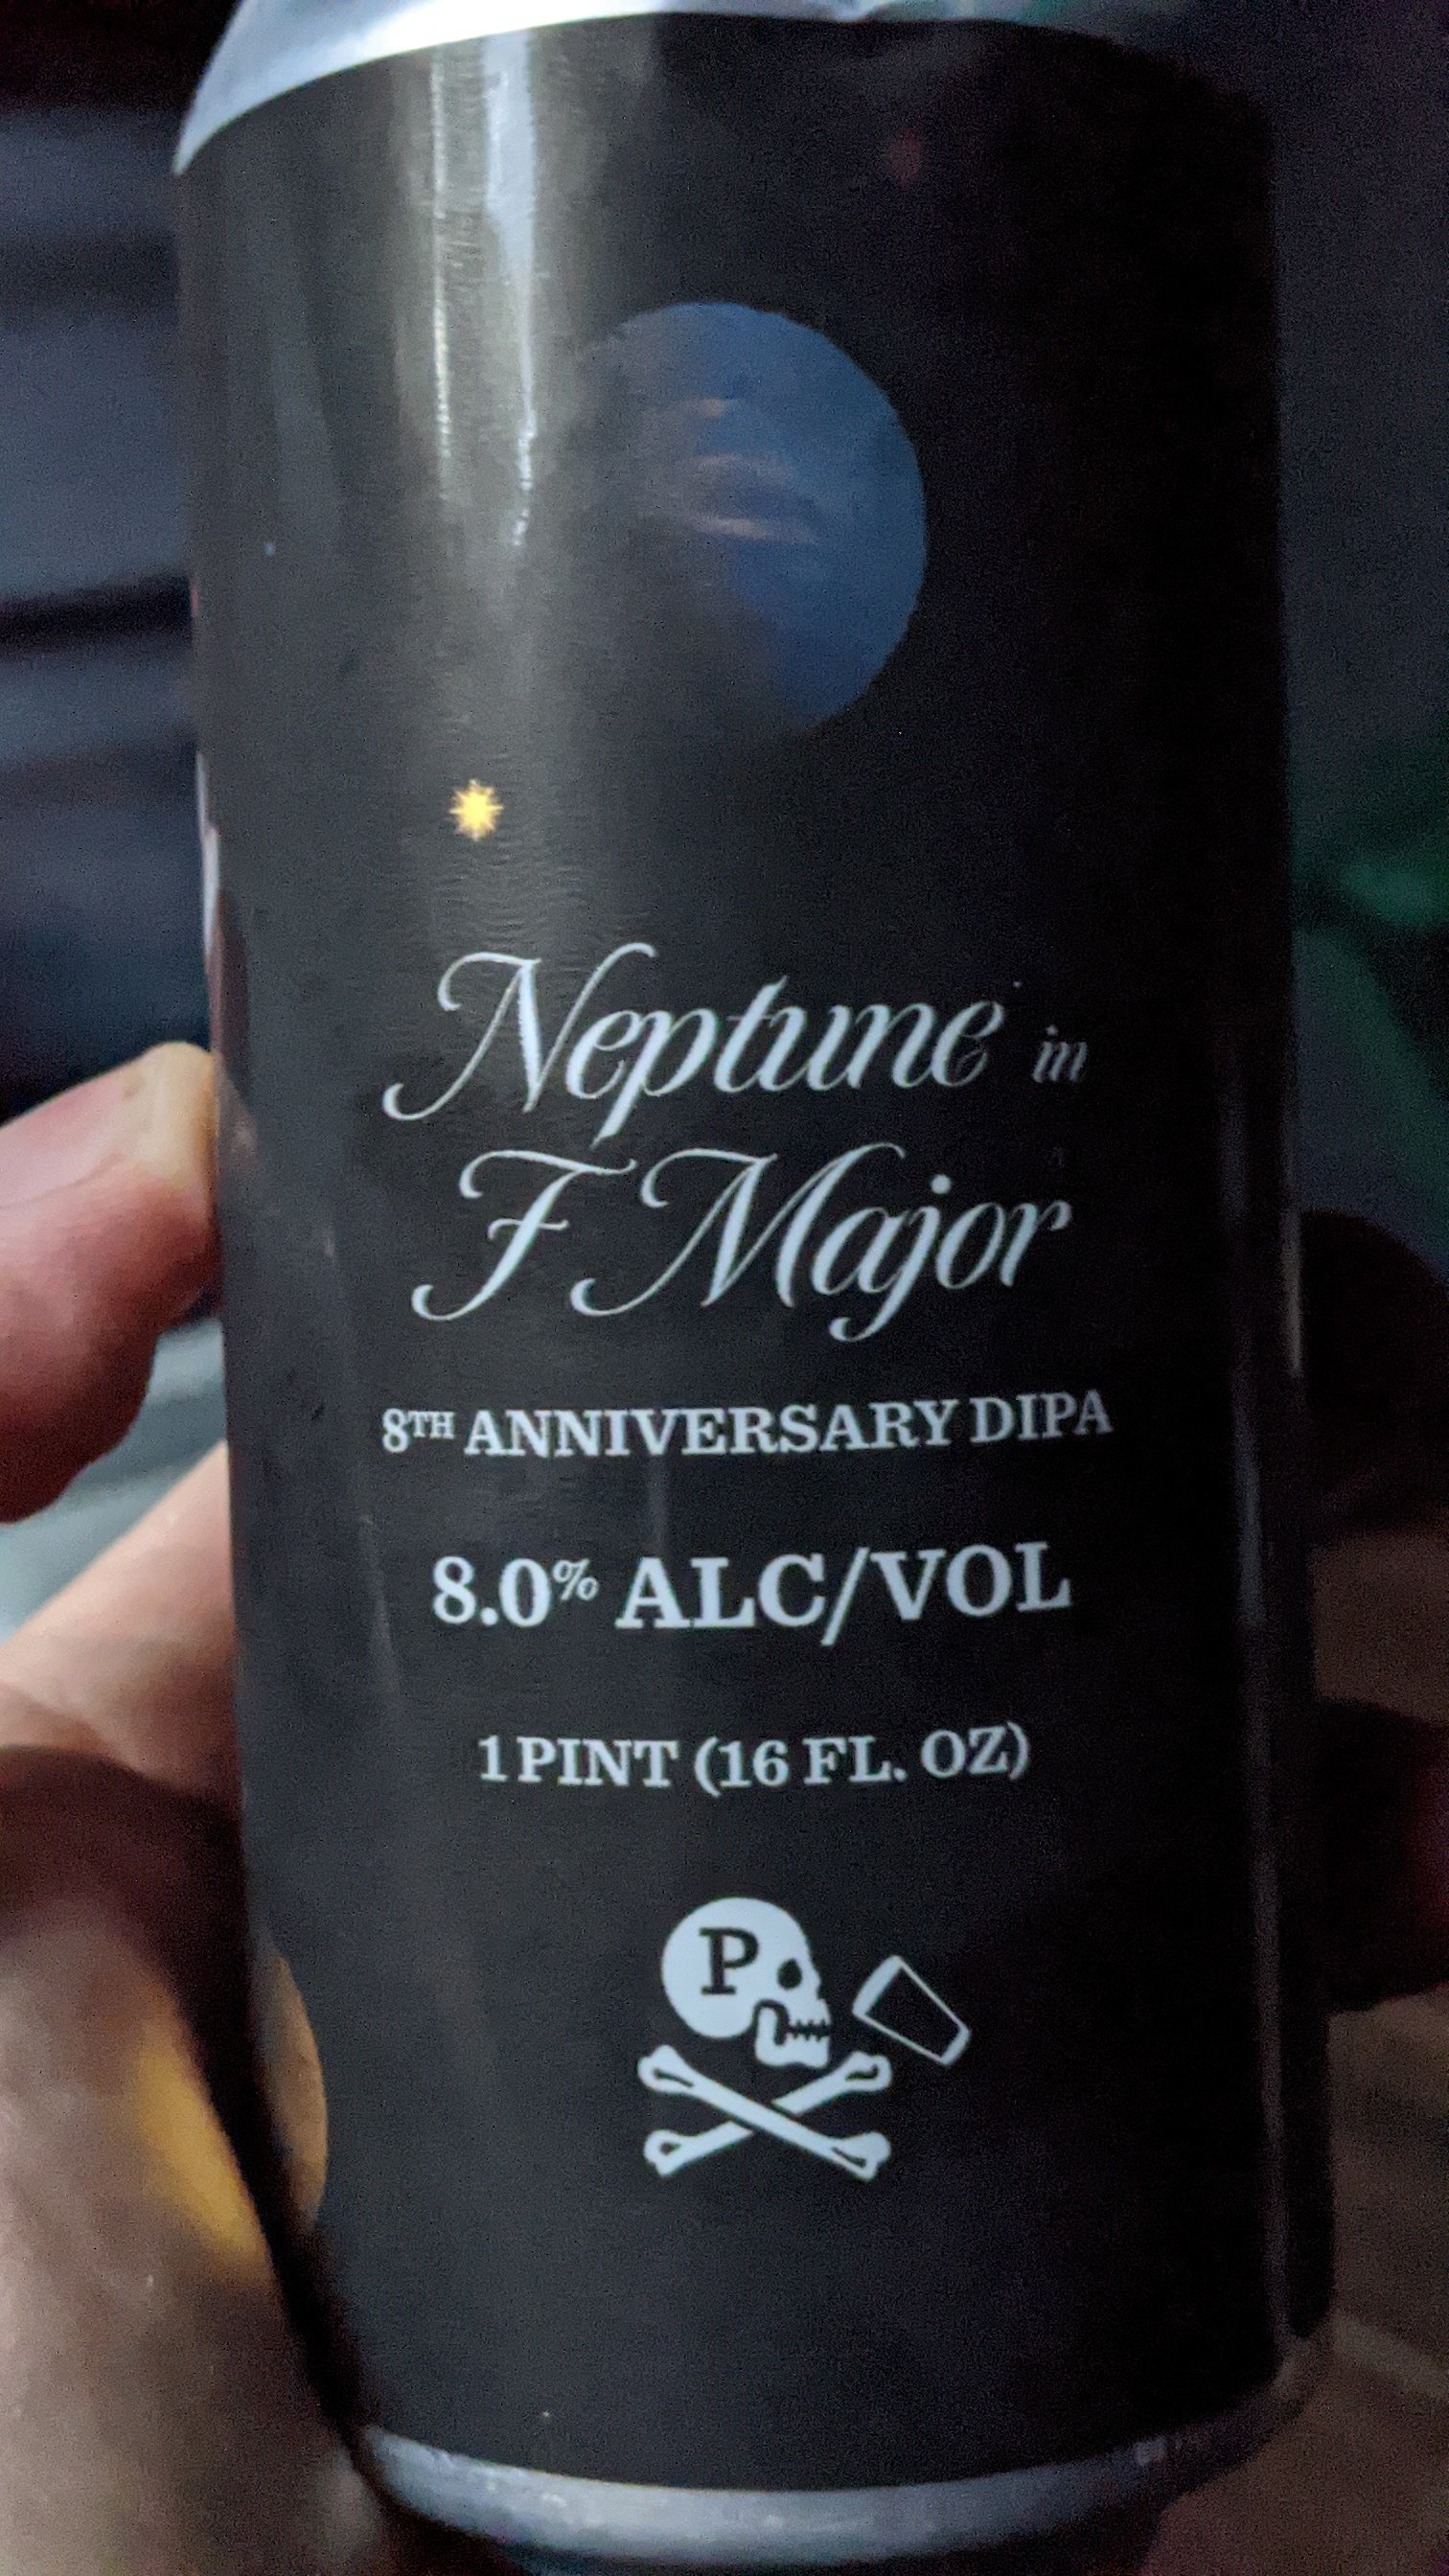 Neptune in
F Major
8TH ANNIVERSARY DIPA
8.0% ALC/VOL
1 PINT (16 FL. OZ)
P